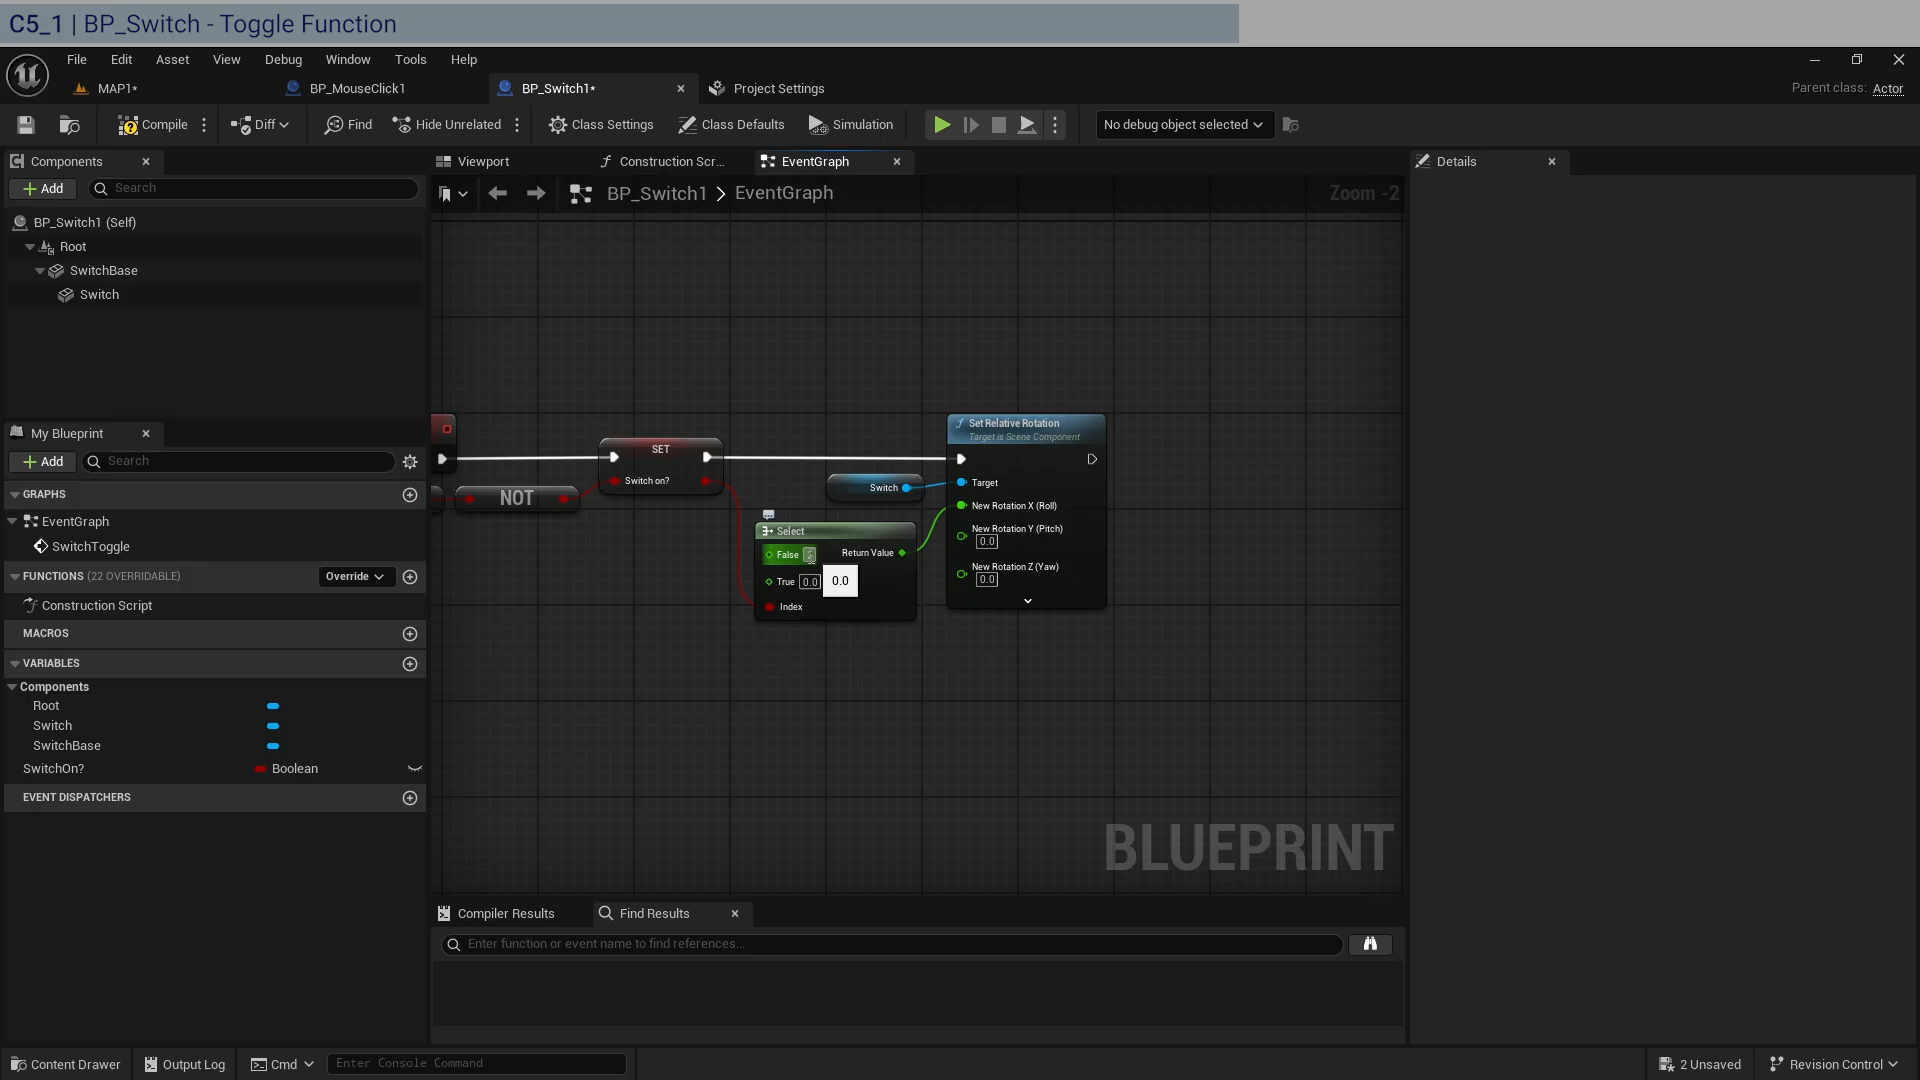 C5_1 | BP_Switch - Toggle Function
File Edit Asset View Debug Window Tools Help
MAP1* BP_MouseClick1 BP_Switch1* Project Settings
Parent class: Actor
Compile Diff Find Hide Unrelated Class Settings Class Defaults Simulation No debug object selected
Components
Add Search
BP_Switch1 (Self)
Root
SwitchBase
Switch
My Blueprint
Add Search
GRAPHS
EventGraph
SwitchToggle
FUNCTIONS (22 OVERRIDABLE) Override
Construction Script
MACROS
VARIABLES
Components
Root
Switch
SwitchBase
SwitchOn? Boolean
EVENT DISPATCHERS
Viewport Construction Scr... EventGraph
BP_Switch1 > EventGraph Zoom -2
NOT
SET
Switch on?
Switch
Select
False Return Value
True 0.0 0.0
Index
f Set Relative Rotation
Target is Scene Component
Target
New Rotation X (Roll)
New Rotation Y (Pitch)
0.0
New Rotation Z (Yaw)
0.0
BLUEPRINT
Compiler Results Find Results
Enter function or event name to find references...
Details
Content Drawer Output Log Cmd Enter Console Command 2 Unsaved Revision Control